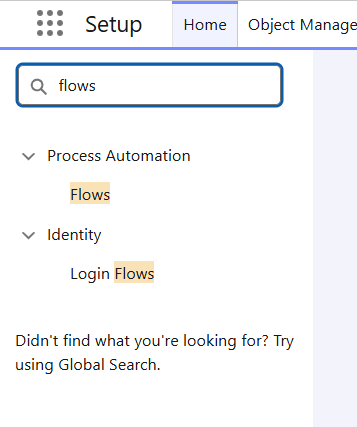 Setup
Home
Object Manage
flows
Process Automation
Flows
Identity
Login Flows
Didn't find what you're looking for? Try
using Global Search.